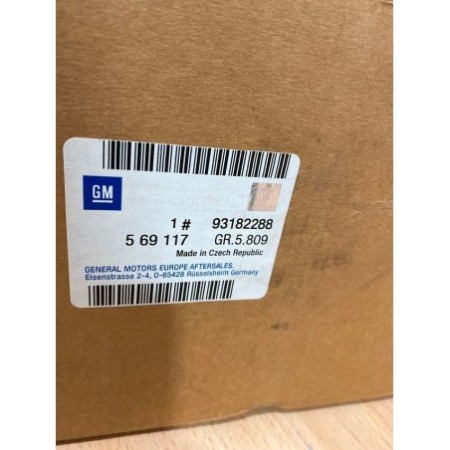 GM
1 # 93182288
5 69 117 GR.5.809
Made in Czech Republic
GENERAL MOTORS EUROPE AFTERSALES.
Eisenstrasse 2-4, D-65428 Rüsselsheim Germany